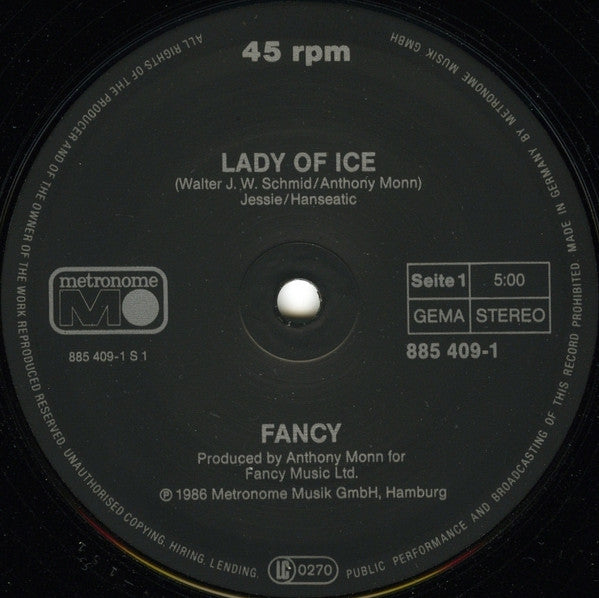 45 rpm
LADY OF ICE
(Walter J. W. Schmid/Anthony Monn)
Jessie/Hanseatic
metronome
M
885 409-1 S 1
Seite 1 5:00
GEMA STEREO
885 409-1
FANCY
Produced by Anthony Monn for
Fancy Music Ltd.
Ⓟ 1986 Metronome Musik GmbH, Hamburg
ALL RIGHTS OF THE PRODUCER AND OF THE OWNER OF THE WORK REPRODUCED RESERVED. UNAUTHORISED COPYING, HIRING, LENDING, PUBLIC PERFORMANCE AND BROADCASTING OF THIS RECORD PROHIBITED. MADE IN GERMANY BY METRONOME MUSIK GMBH
LC 0270